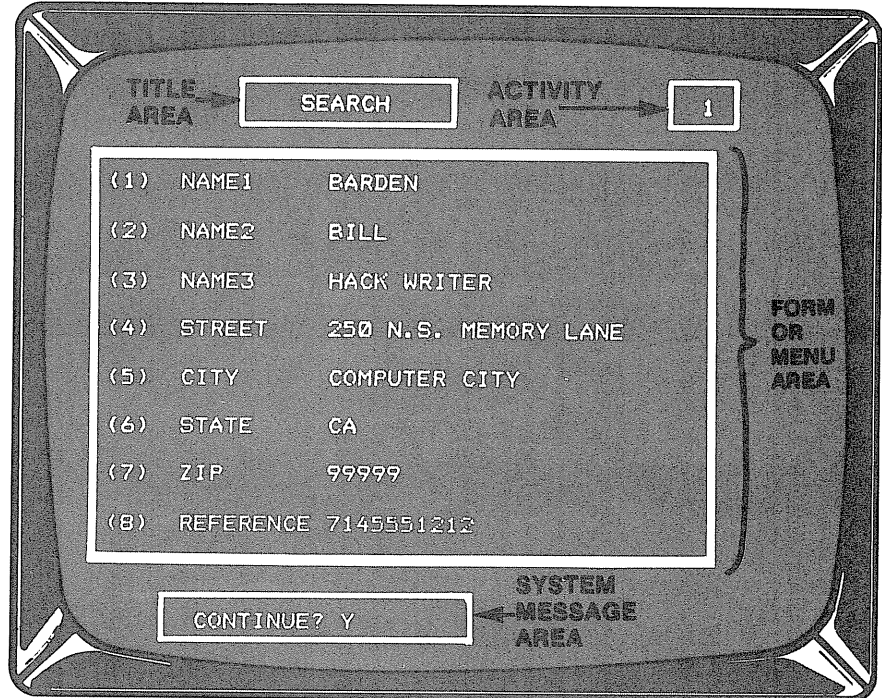 TITLE AREA
SEARCH
ACTIVITY AREA
1
(1) NAME1 BARDEN
(2) NAME2 BILL
(3) NAME3 HACK WRITER
(4) STREET 250 N.S. MEMORY LANE
(5) CITY COMPUTER CITY
(6) STATE CA
(7) ZIP 99999
(8) REFERENCE 7145551212
FORM
OR
MENU
AREA
CONTINUE? Y
SYSTEM
MESSAGE
AREA